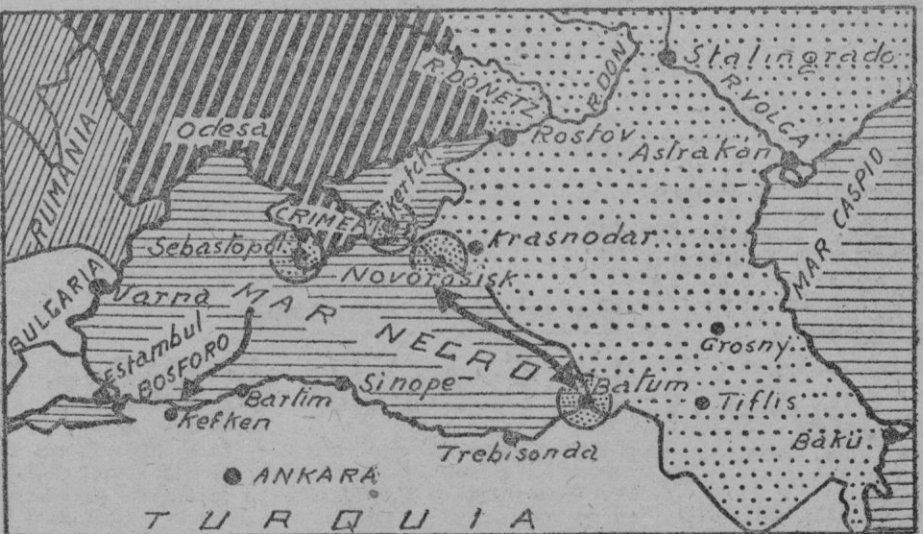 Stalingrado
R. DONETZ
R. DON
R. VOLGA
Odesa
Rostov
Astrakan
RUMANIA
Kertch
CRIMEA
MAR CASPIO
Sebastopol
Krasnodar
Novorosisk
BULGARIA
Varna
MAR NEGRO
Estambul
BOSFORO
Grosny
Sinope
Batum
Bartim
Kefken
Tiflis
Trebisonda
Bakú
ANKARA
TURQUIA